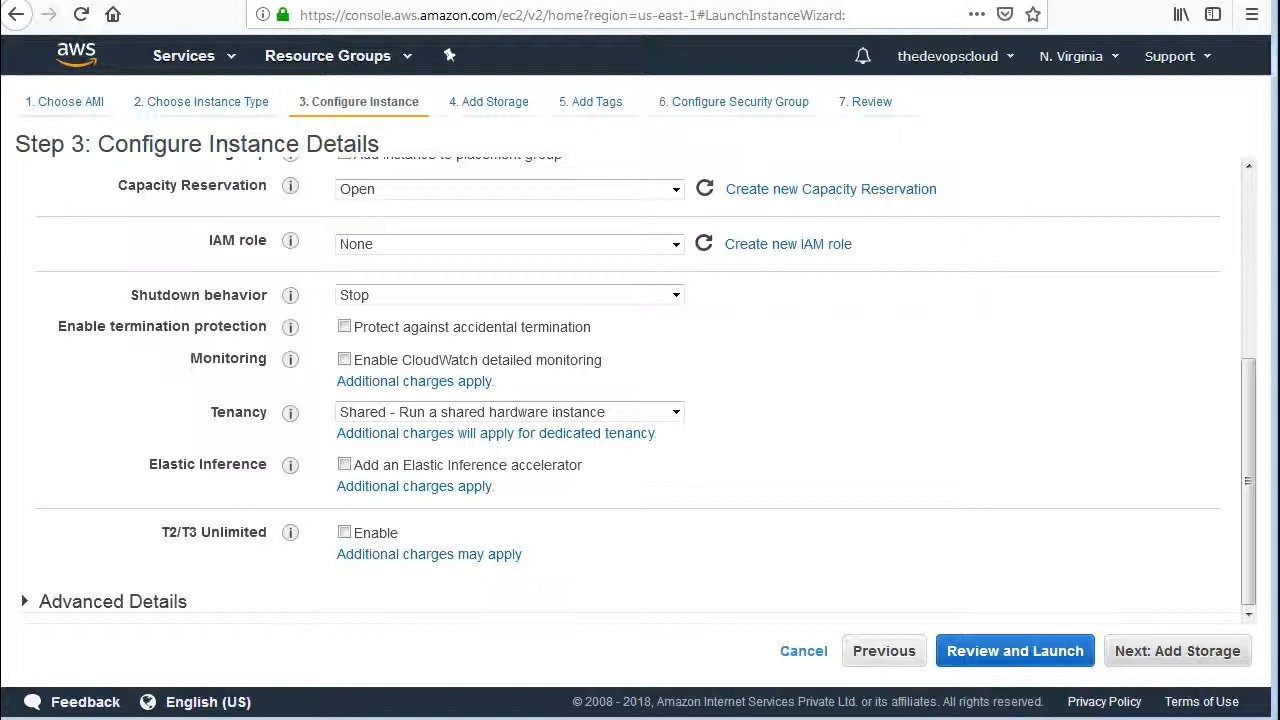 https://console.aws.amazon.com/ec2/v2/home?region=us-east-1#LaunchInstanceWizard:
aws Services Resource Groups thedevopscloud N. Virginia Support
1. Choose AMI 2. Choose Instance Type 3. Configure Instance 4. Add Storage 5. Add Tags 6. Configure Security Group 7. Review
Step 3: Configure Instance Details
Add instance to placement group
Capacity Reservation Open Create new Capacity Reservation
IAM role None Create new IAM role
Shutdown behavior Stop
Enable termination protection Protect against accidental termination
Monitoring Enable CloudWatch detailed monitoring
Additional charges apply.
Tenancy Shared - Run a shared hardware instance
Additional charges will apply for dedicated tenancy.
Elastic Inference Add an Elastic Inference accelerator
Additional charges apply.
T2/T3 Unlimited Enable
Additional charges may apply
Advanced Details
Cancel Previous Review and Launch Next: Add Storage
Feedback English (US) © 2008 - 2018, Amazon Internet Services Private Ltd. or its affiliates. All rights reserved. Privacy Policy Terms of Use